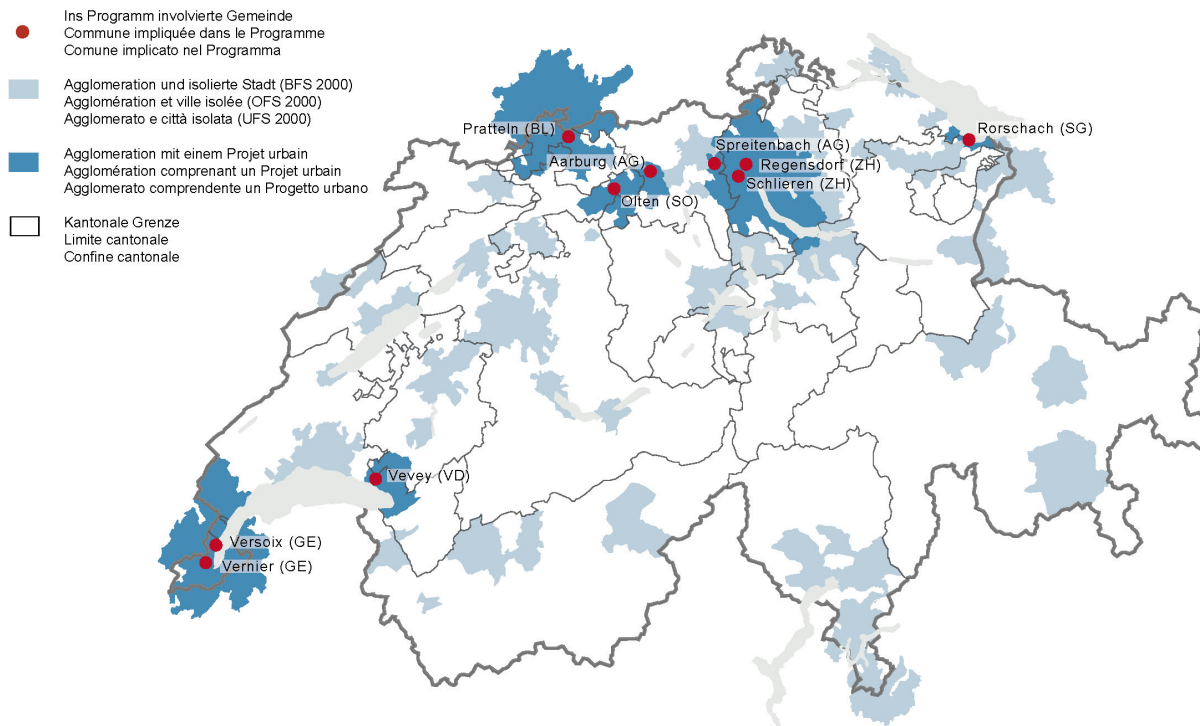 Ins Programm involvierte Gemeinde
Commune impliquée dans le Programme
Comune implicato nel Programma
Agglomeration und isolierte Stadt (BFS 2000)
Agglomération et ville isolée (OFS 2000)
Agglomerato e città isolata (UFS 2000)
Agglomeration mit einem Projet urbain
Agglomération comprenant un Projet urbain
Agglomerato comprendente un Progetto urbano
Kantonale Grenze
Limite cantonale
Confine cantonale
Pratteln (BL)
Rorschach (SG)
Spreitenbach (AG)
Aarburg (AG)
Regensdorf (ZH)
Schlieren (ZH)
Olten (SO)
Vevey (VD)
Versoix (GE)
Vernier (GE)